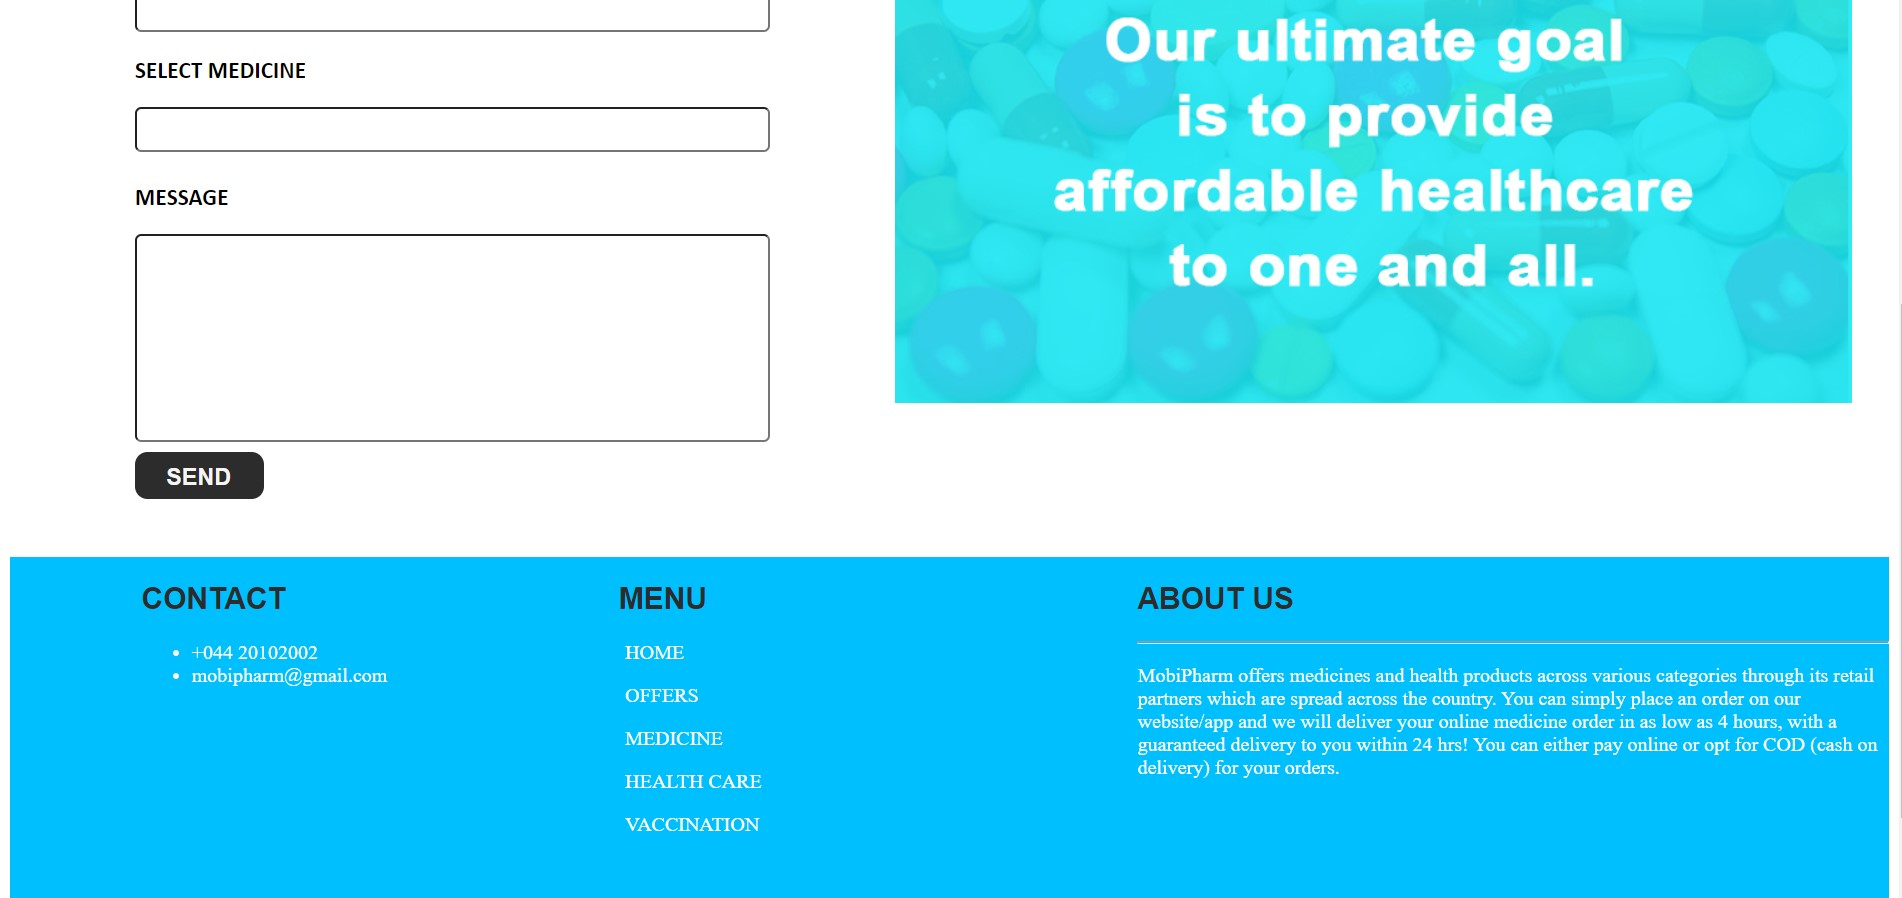 SELECT MEDICINE
MESSAGE
SEND
Our ultimate goal
is to provide
affordable healthcare
to one and all.
CONTACT
+044 20102002
mobipharm@gmail.com
MENU
HOME
OFFERS
MEDICINE
HEALTH CARE
VACCINATION
ABOUT US
MobiPharm offers medicines and health products across various categories through its retail
partners which are spread across the country. You can simply place an order on our
website/app and we will deliver your online medicine order in as low as 4 hours, with a
guaranteed delivery to you within 24 hrs! You can either pay online or opt for COD (cash on
delivery) for your orders.